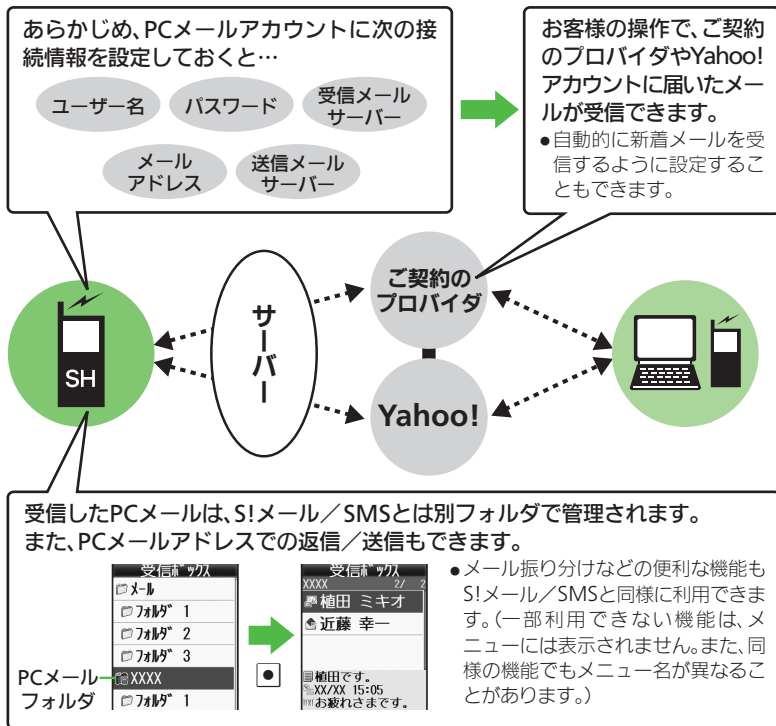 あらかじめ、PCメールアカウントに次の接
続情報を設定しておくと…
ユーザー名
パスワード
受信メール
サーバー
メール
アドレス
送信メール
サーバー
お客様の操作で、ご契約
のプロバイダやYahoo!
アカウントに届いたメー
ルが受信できます。
●自動的に新着メールを受
信するように設定するこ
ともできます。
SH
サーバー
ご契約の
プロバイダ
Yahoo!
受信したPCメールは、S!メール／SMSとは別フォルダで管理されます。
また、PCメールアドレスでの返信／送信もできます。
受信ﾎﾞｯｸｽ
ﾒｰﾙ
ﾌｫﾙﾀﾞ 1
ﾌｫﾙﾀﾞ 2
ﾌｫﾙﾀﾞ 3
XXXX
ﾌｫﾙﾀﾞ 1
PCメール
フォルダ
受信ﾎﾞｯｸｽ
XXXX 2/ 2
植田 ミキオ
近藤 幸一
植田です。
XX/XX 15:05
お疲れさまです。
●メール振り分けなどの便利な機能も
S!メール／SMSと同様に利用できま
す。（一部利用できない機能は、メ
ニューには表示されません。また、同
様の機能でもメニュー名が異なるこ
とがあります。）